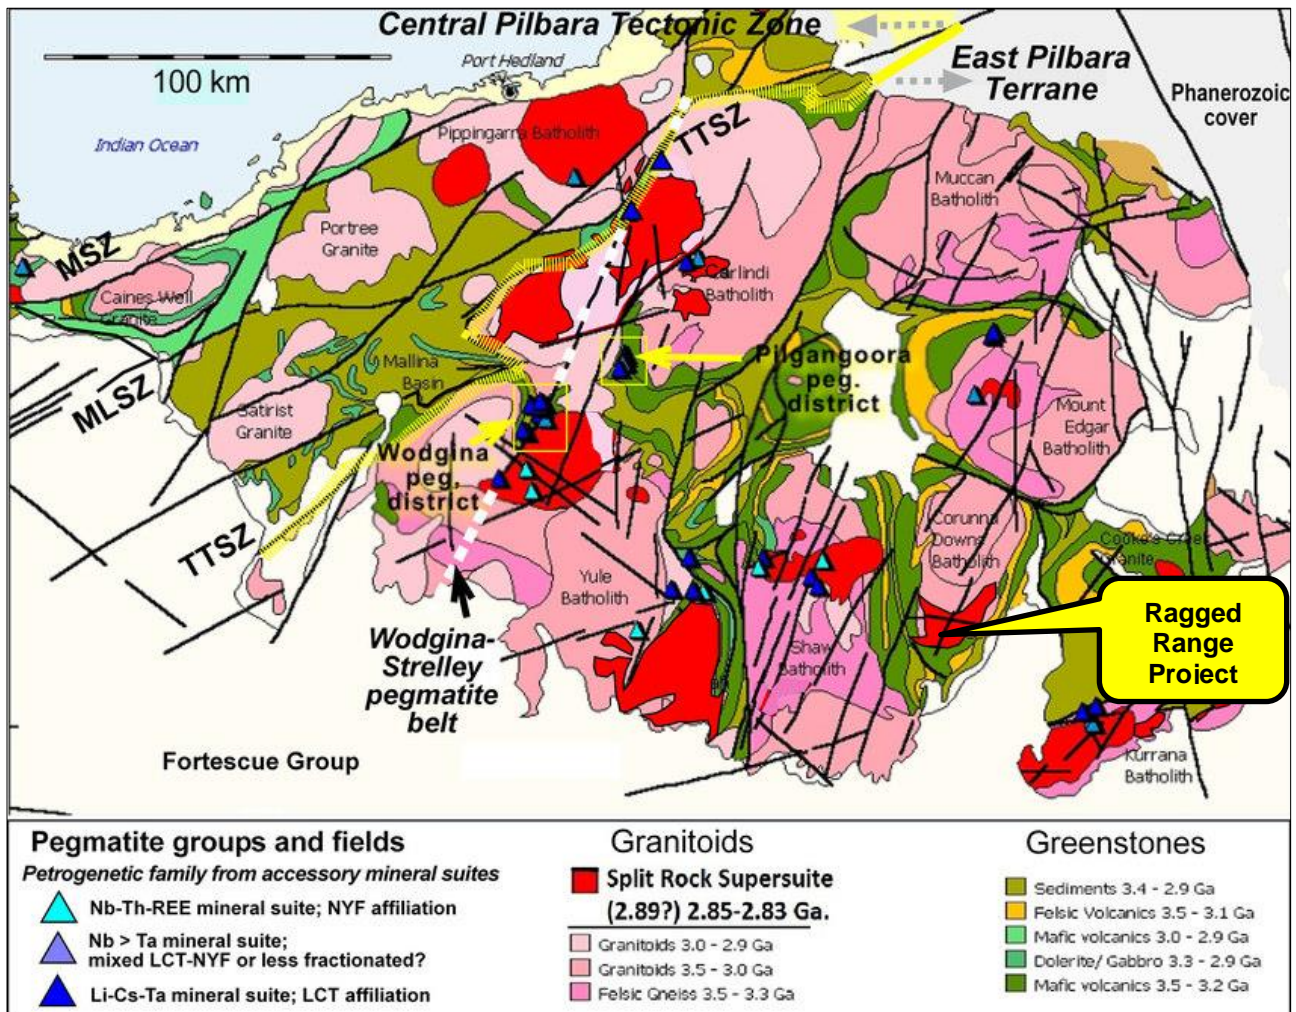 Central Pilbara Tectonic Zone
100 km
Port Hedland
East Pilbara
Terrane
Phanerozoic
cover
Indian Ocean
Pippingarra Batholith
TTSZ
Muccan
Batholith
Portree
Granite
MSZ
Caines Well
Granite
Carlindi
Batholith
Mallina
Basin
Pilgangoora
peg.
district
MLSZ
Satirist
Granite
Mount
Edgar
Batholith
Wodgina
peg.
district
TTSZ
Corunna
Downs
Batholith
Cooke's Creek
Granite
Yule
Batholith
Ragged
Range
Project
Wodgina-
Strelley
pegmatite
belt
Shaw
Batholith
Fortescue Group
Kurrana
Batholith
Pegmatite groups and fields
Petrogenetic family from accessory mineral suites
Nb-Th-REE mineral suite; NYF affiliation
Nb > Ta mineral suite;
mixed LCT-NYF or less fractionated?
Li-Cs-Ta mineral suite; LCT affiliation
Granitoids
Split Rock Supersuite
(2.89?) 2.85-2.83 Ga.
Granitoids 3.0 - 2.9 Ga
Granitoids 3.5 - 3.0 Ga
Felsic Gneiss 3.5 - 3.3 Ga
Greenstones
Sediments 3.4 - 2.9 Ga
Felsic Volcanics 3.5 - 3.1 Ga
Mafic volcanics 3.0 - 2.9 Ga
Dolerite/ Gabbro 3.3 - 2.9 Ga
Mafic volcanics 3.5 - 3.2 Ga